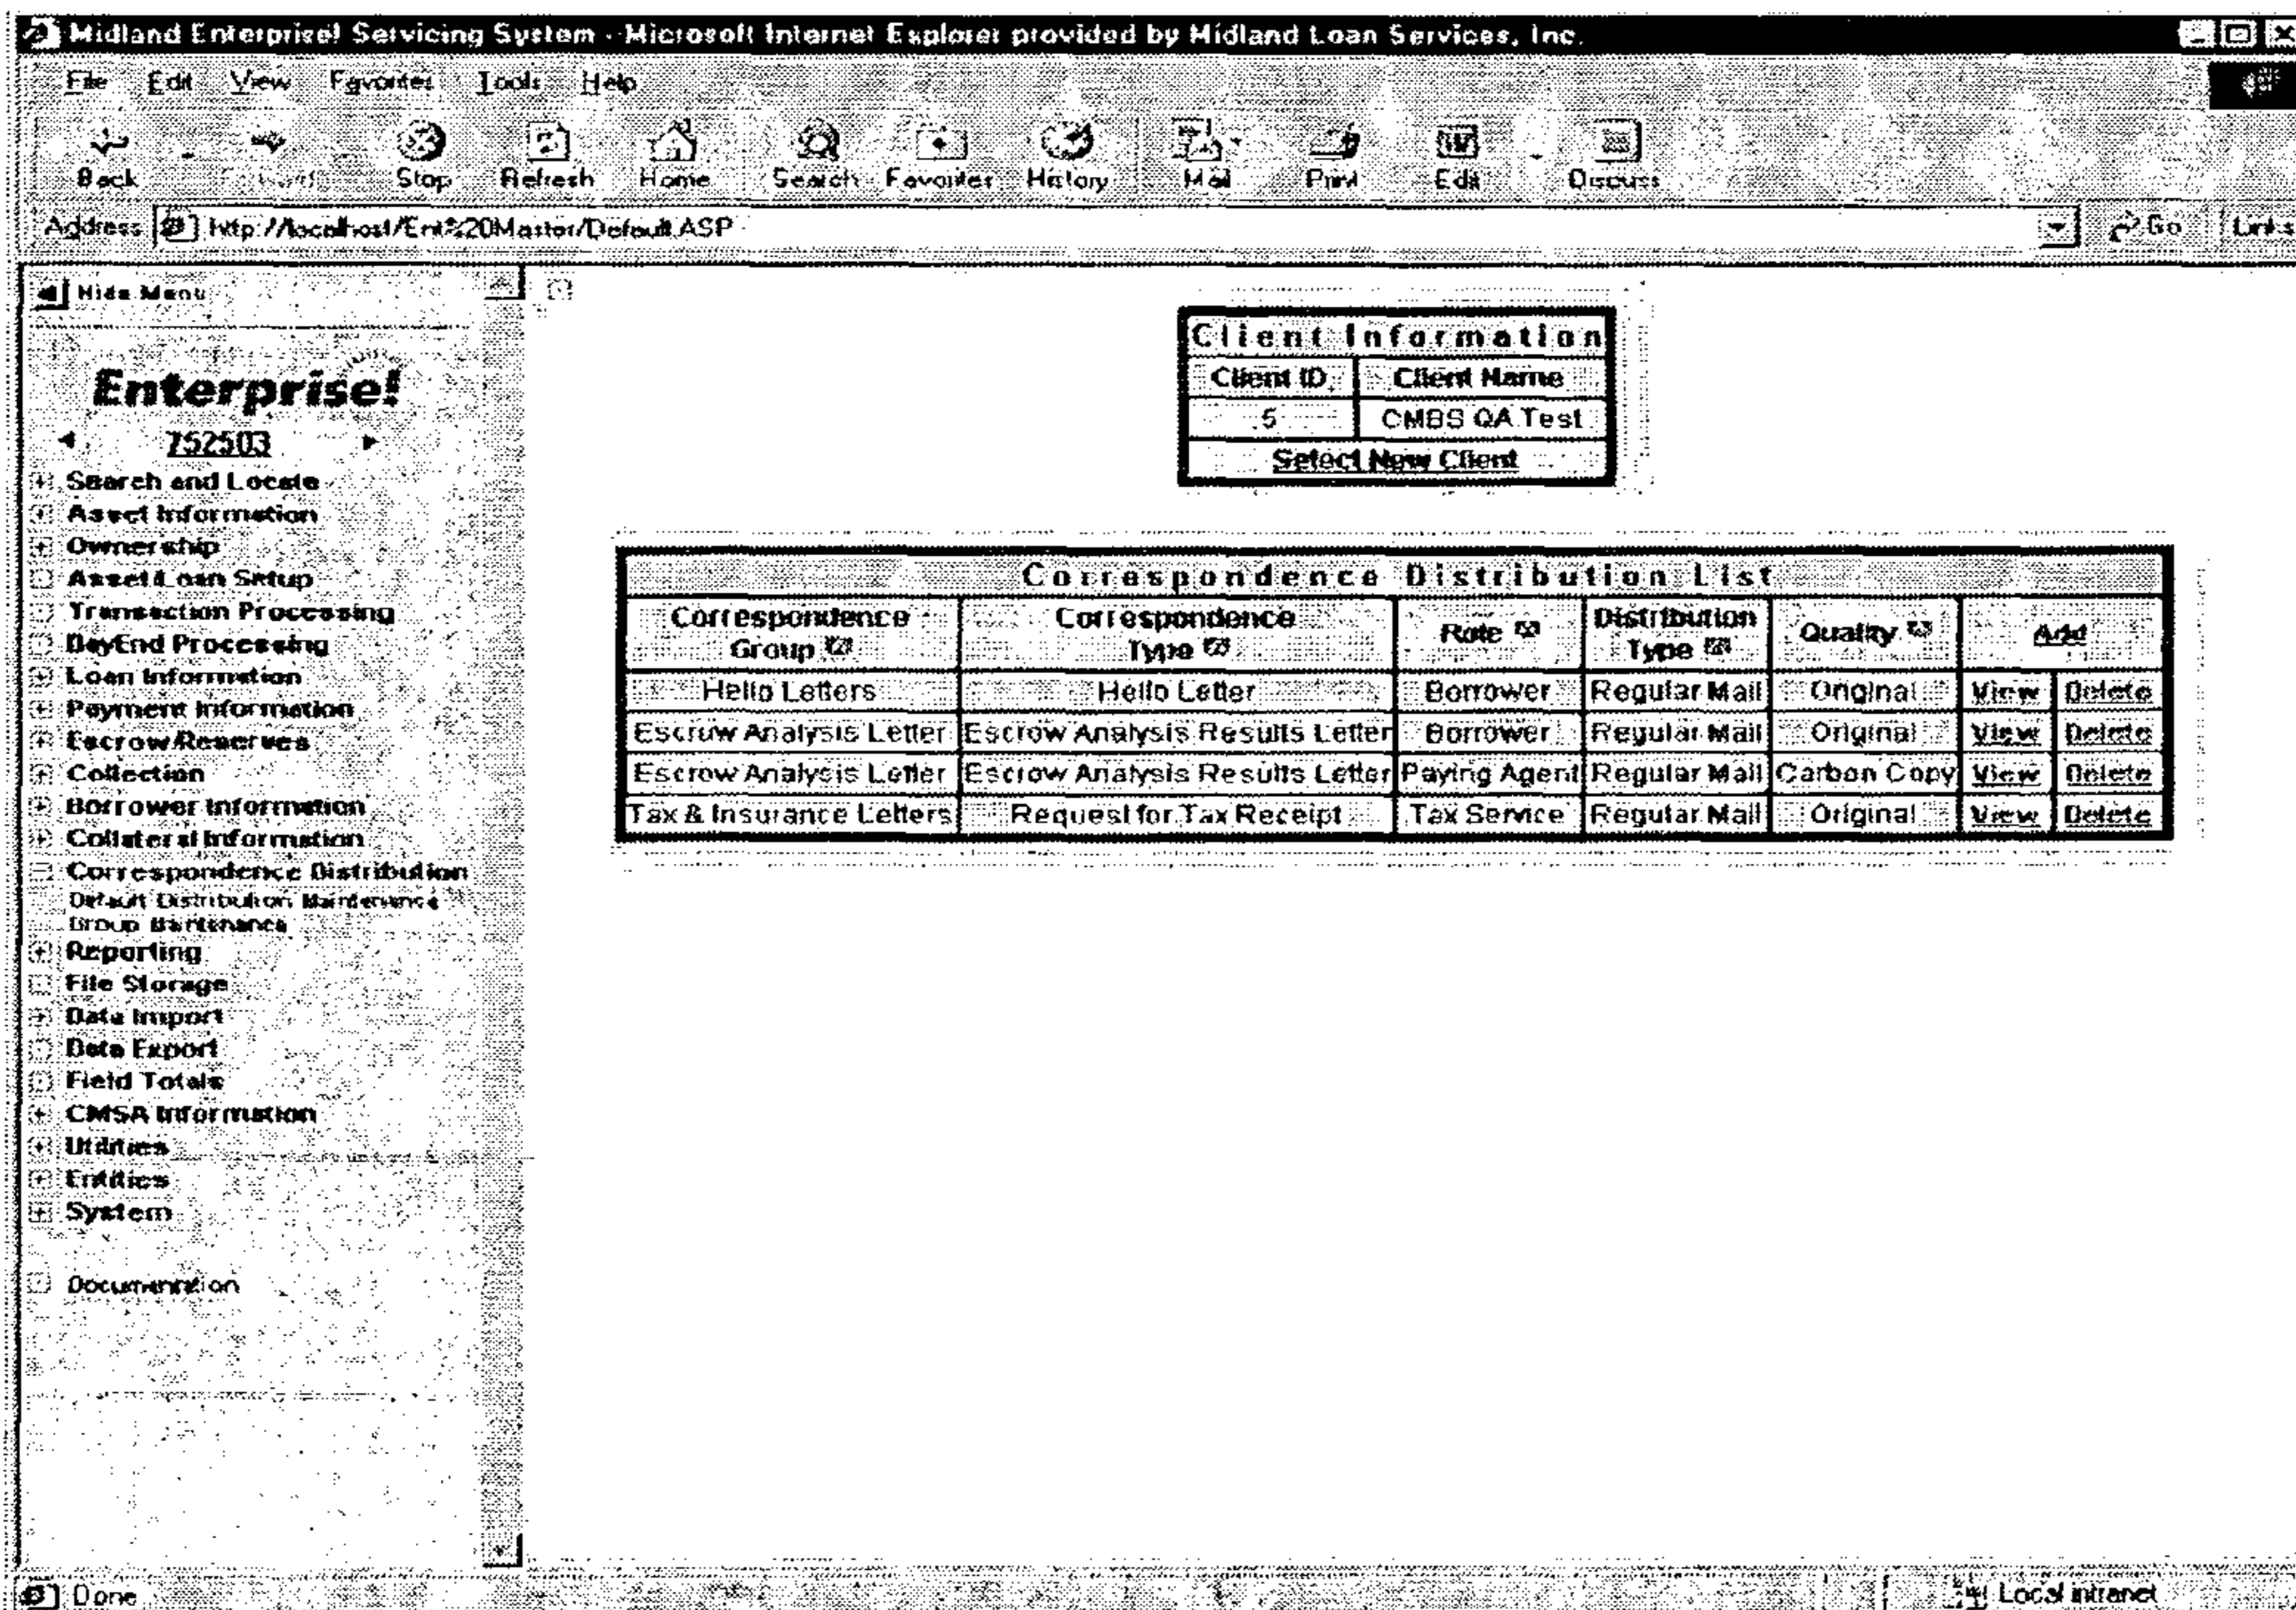 Midland Enterprise! Servicing System - Microsoft Internet Explorer provided by Midland Loan Services, Inc.
File Edit View Favorites Tools Help
Back Forward Stop Refresh Home Search Favorites History Mail Print Edit Discuss
Address http://localhost/Ent%20Master/Default.ASP Go Links
Hide Menu
Enterprise!
752503
Search and Locate
Asset Information
Ownership
Asset/Loan Setup
Transaction Processing
DayEnd Processing
Loan Information
Payment Information
Escrow/Reserves
Collection
Borrower Information
Collateral Information
Correspondence Distribution
Default Distribution Maintenance
Group Maintenance
Reporting
File Storage
Data Import
Data Export
Field Totals
CMSA Information
Utilities
Entities
System
Documentation
Client Information
Client ID Client Name
5 CMBS QA Test
Select New Client
Correspondence Distribution List
Correspondence Group Correspondence Type Role Distribution Type Quality Add
Hello Letters Hello Letter Borrower Regular Mail Original View Delete
Escrow Analysis Letter Escrow Analysis Results Letter Borrower Regular Mail Original View Delete
Escrow Analysis Letter Escrow Analysis Results Letter Paying Agent Regular Mail Carbon Copy View Delete
Tax & Insurance Letters Request for Tax Receipt Tax Service Regular Mail Original View Delete
Done Local intranet